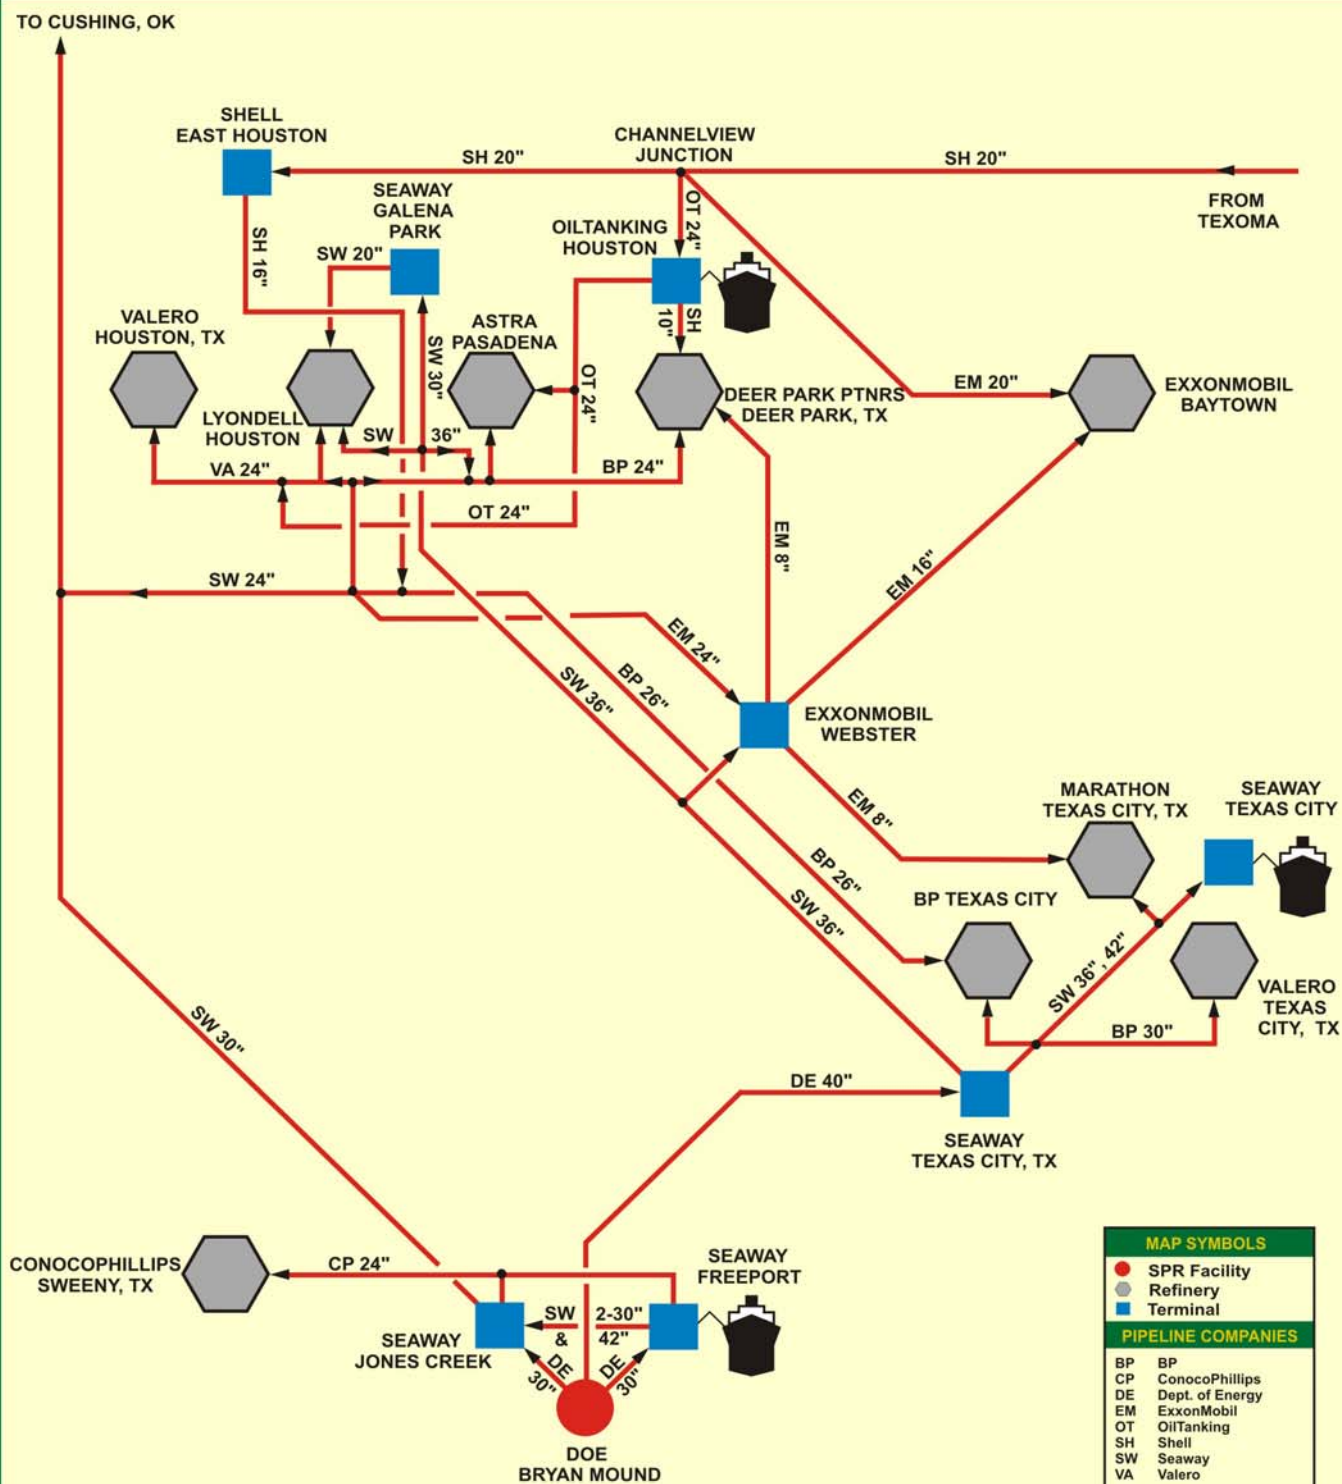 TO CUSHING, OK
SHELL
EAST HOUSTON
CHANNELVIEW
JUNCTION
SH 20"
SH 20"
FROM
TEXOMA
SEAWAY
GALENA
PARK
OT 24"
OILTANKING
HOUSTON
SH 16"
SW 20"
VALERO
HOUSTON, TX
ASTRA
PASADENA
SH
10"
SW 30"
OT 24"
DEER PARK PTNRS
DEER PARK, TX
EM 20"
EXXONMOBIL
BAYTOWN
LYONDELL
HOUSTON
SW 36"
VA 24"
BP 24"
OT 24"
EM 8"
EM 16"
SW 24"
EM 24"
SW 36"
BP 26"
EXXONMOBIL
WEBSTER
EM 8"
MARATHON
TEXAS CITY, TX
SEAWAY
TEXAS CITY
BP 26"
SW 36"
BP TEXAS CITY
SW 36" , 42"
VALERO
TEXAS
CITY, TX
BP 30"
SW 30"
DE 40"
SEAWAY
TEXAS CITY, TX
CONOCOPHILLIPS
SWEENY, TX
CP 24"
SEAWAY
FREEPORT
SW 2-30"
& 42"
SEAWAY
JONES CREEK
DE
30"
DE
30"
DOE
BRYAN MOUND
MAP SYMBOLS
SPR Facility
Refinery
Terminal
PIPELINE COMPANIES
BP BP
CP ConocoPhillips
DE Dept. of Energy
EM ExxonMobil
OT OilTanking
SH Shell
SW Seaway
VA Valero